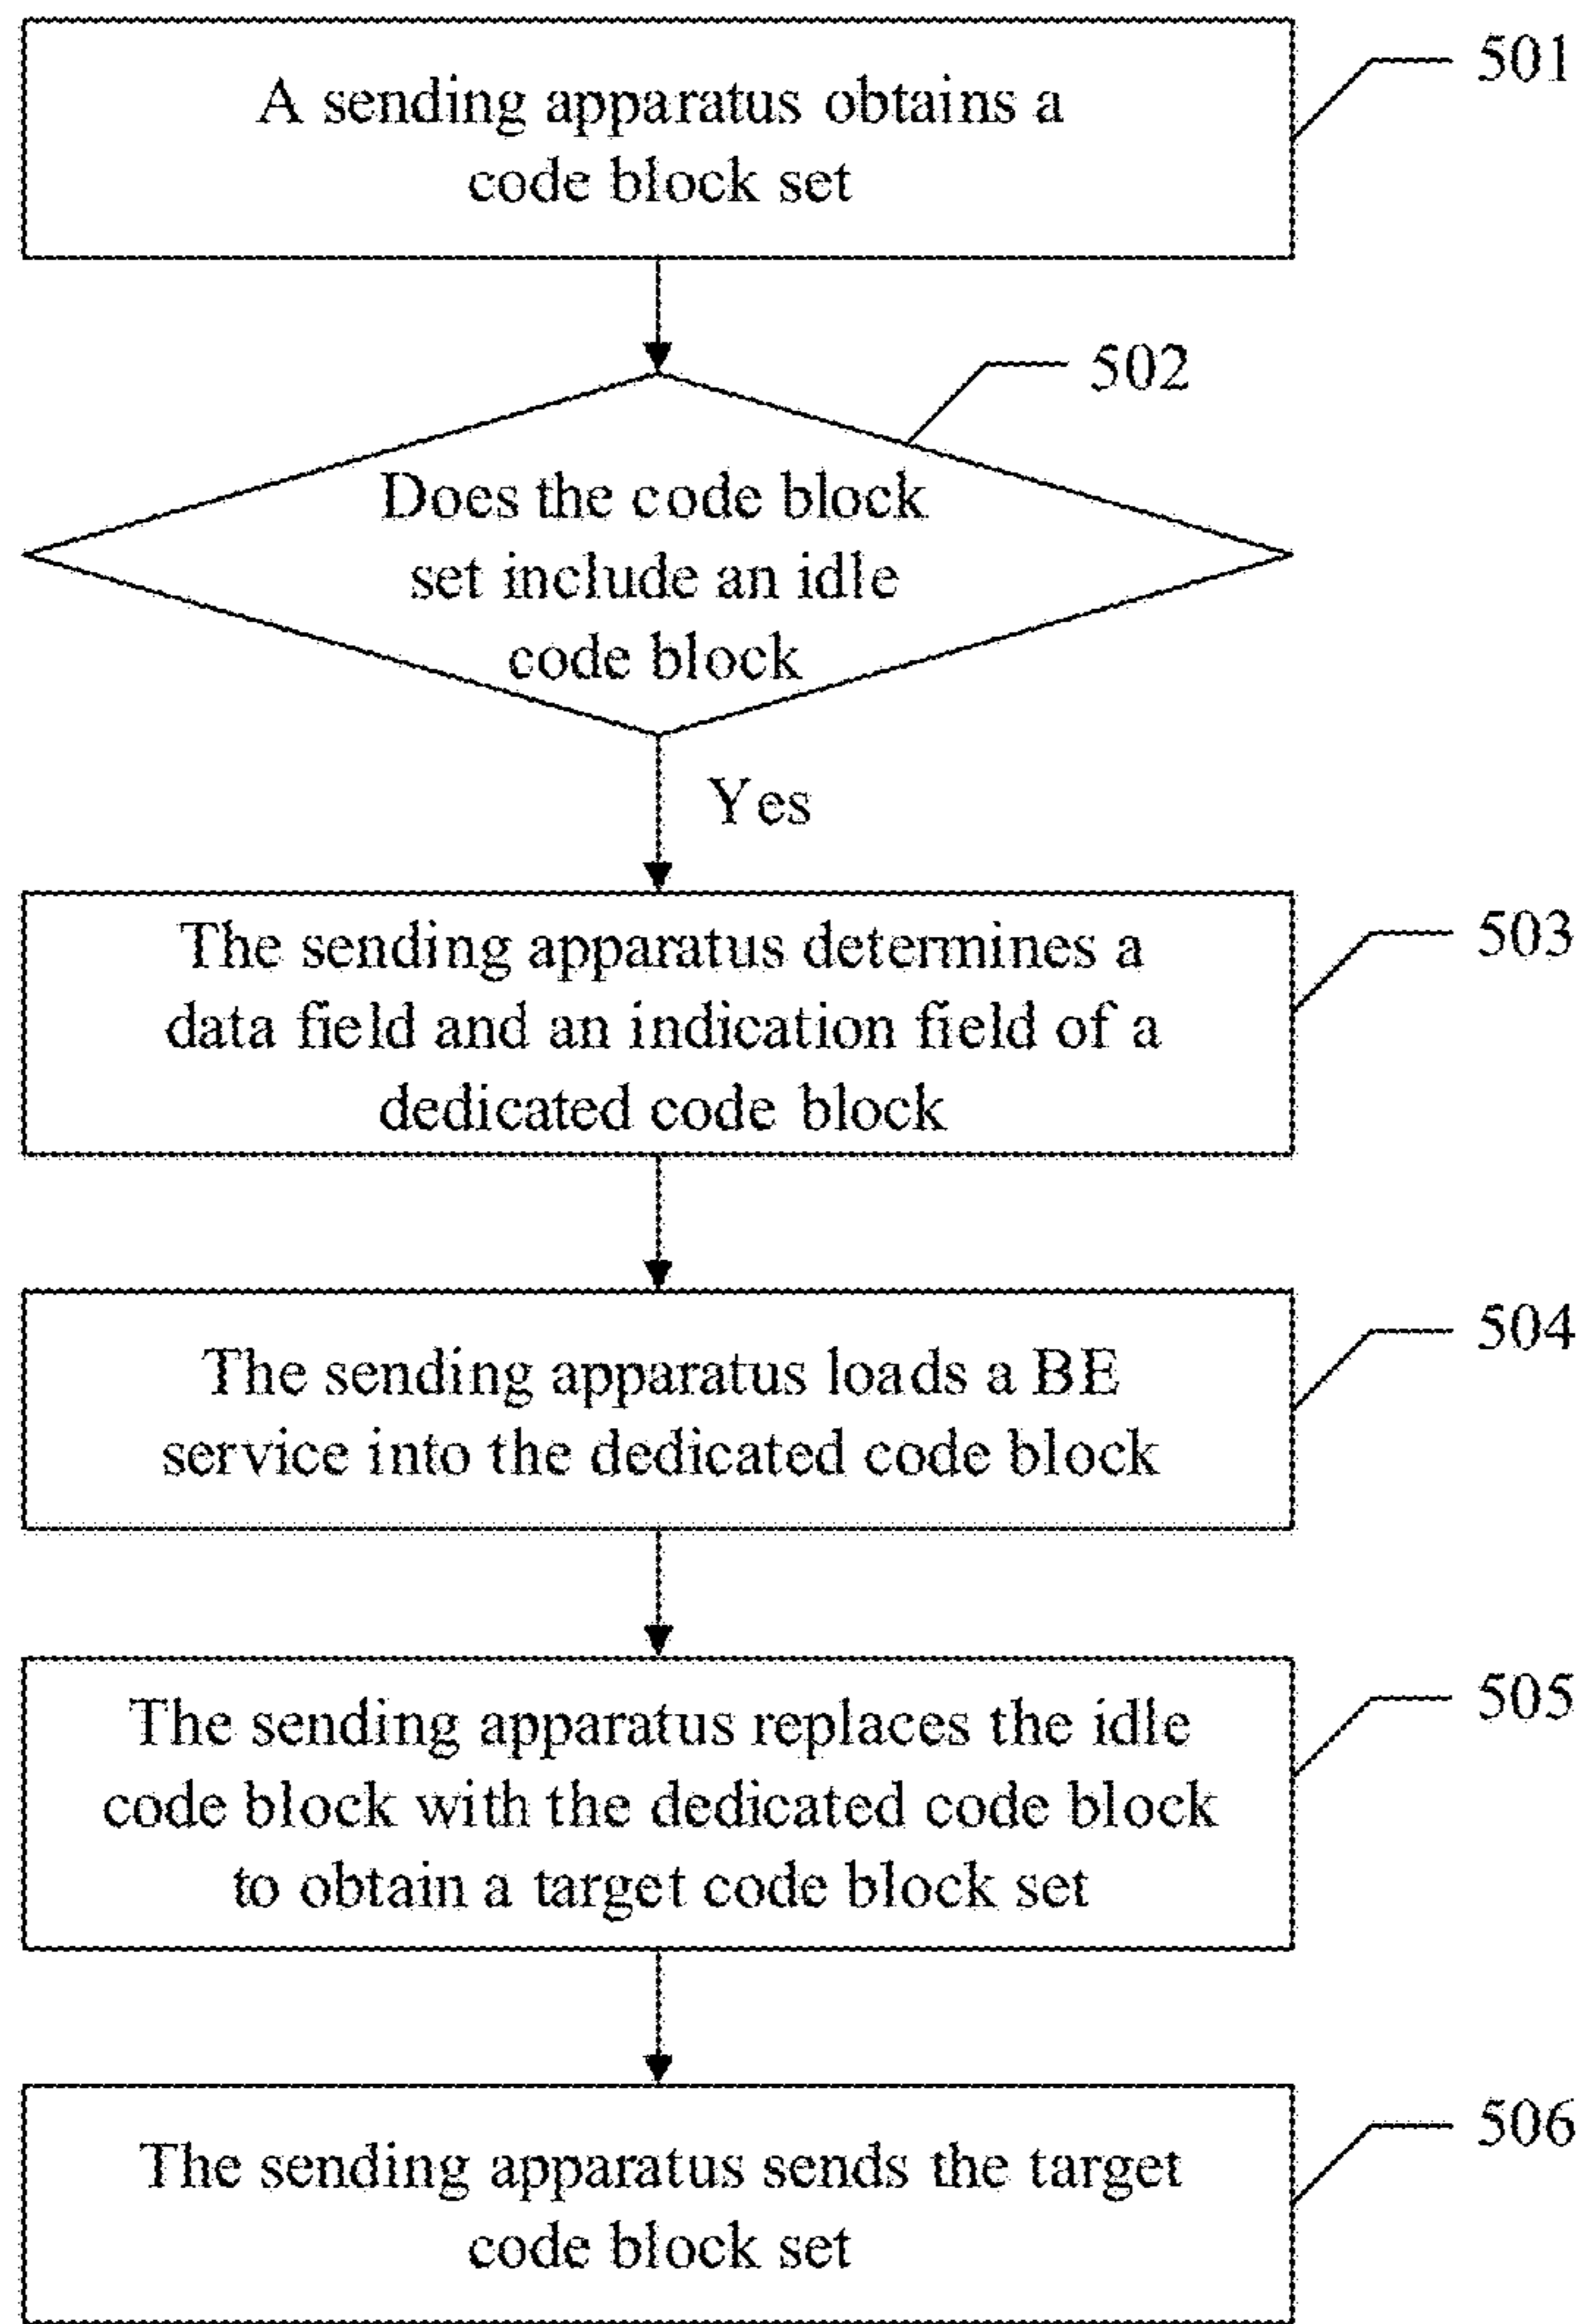 A sending apparatus obtains a
code block set
501
502
Does the code block
set include an idle
code block
Yes
The sending apparatus determines a
data field and an indication field of a
dedicated code block
503
The sending apparatus loads a BE
service into the dedicated code block
504
The sending apparatus replaces the idle
code block with the dedicated code block
to obtain a target code block set
505
The sending apparatus sends the target
code block set
506